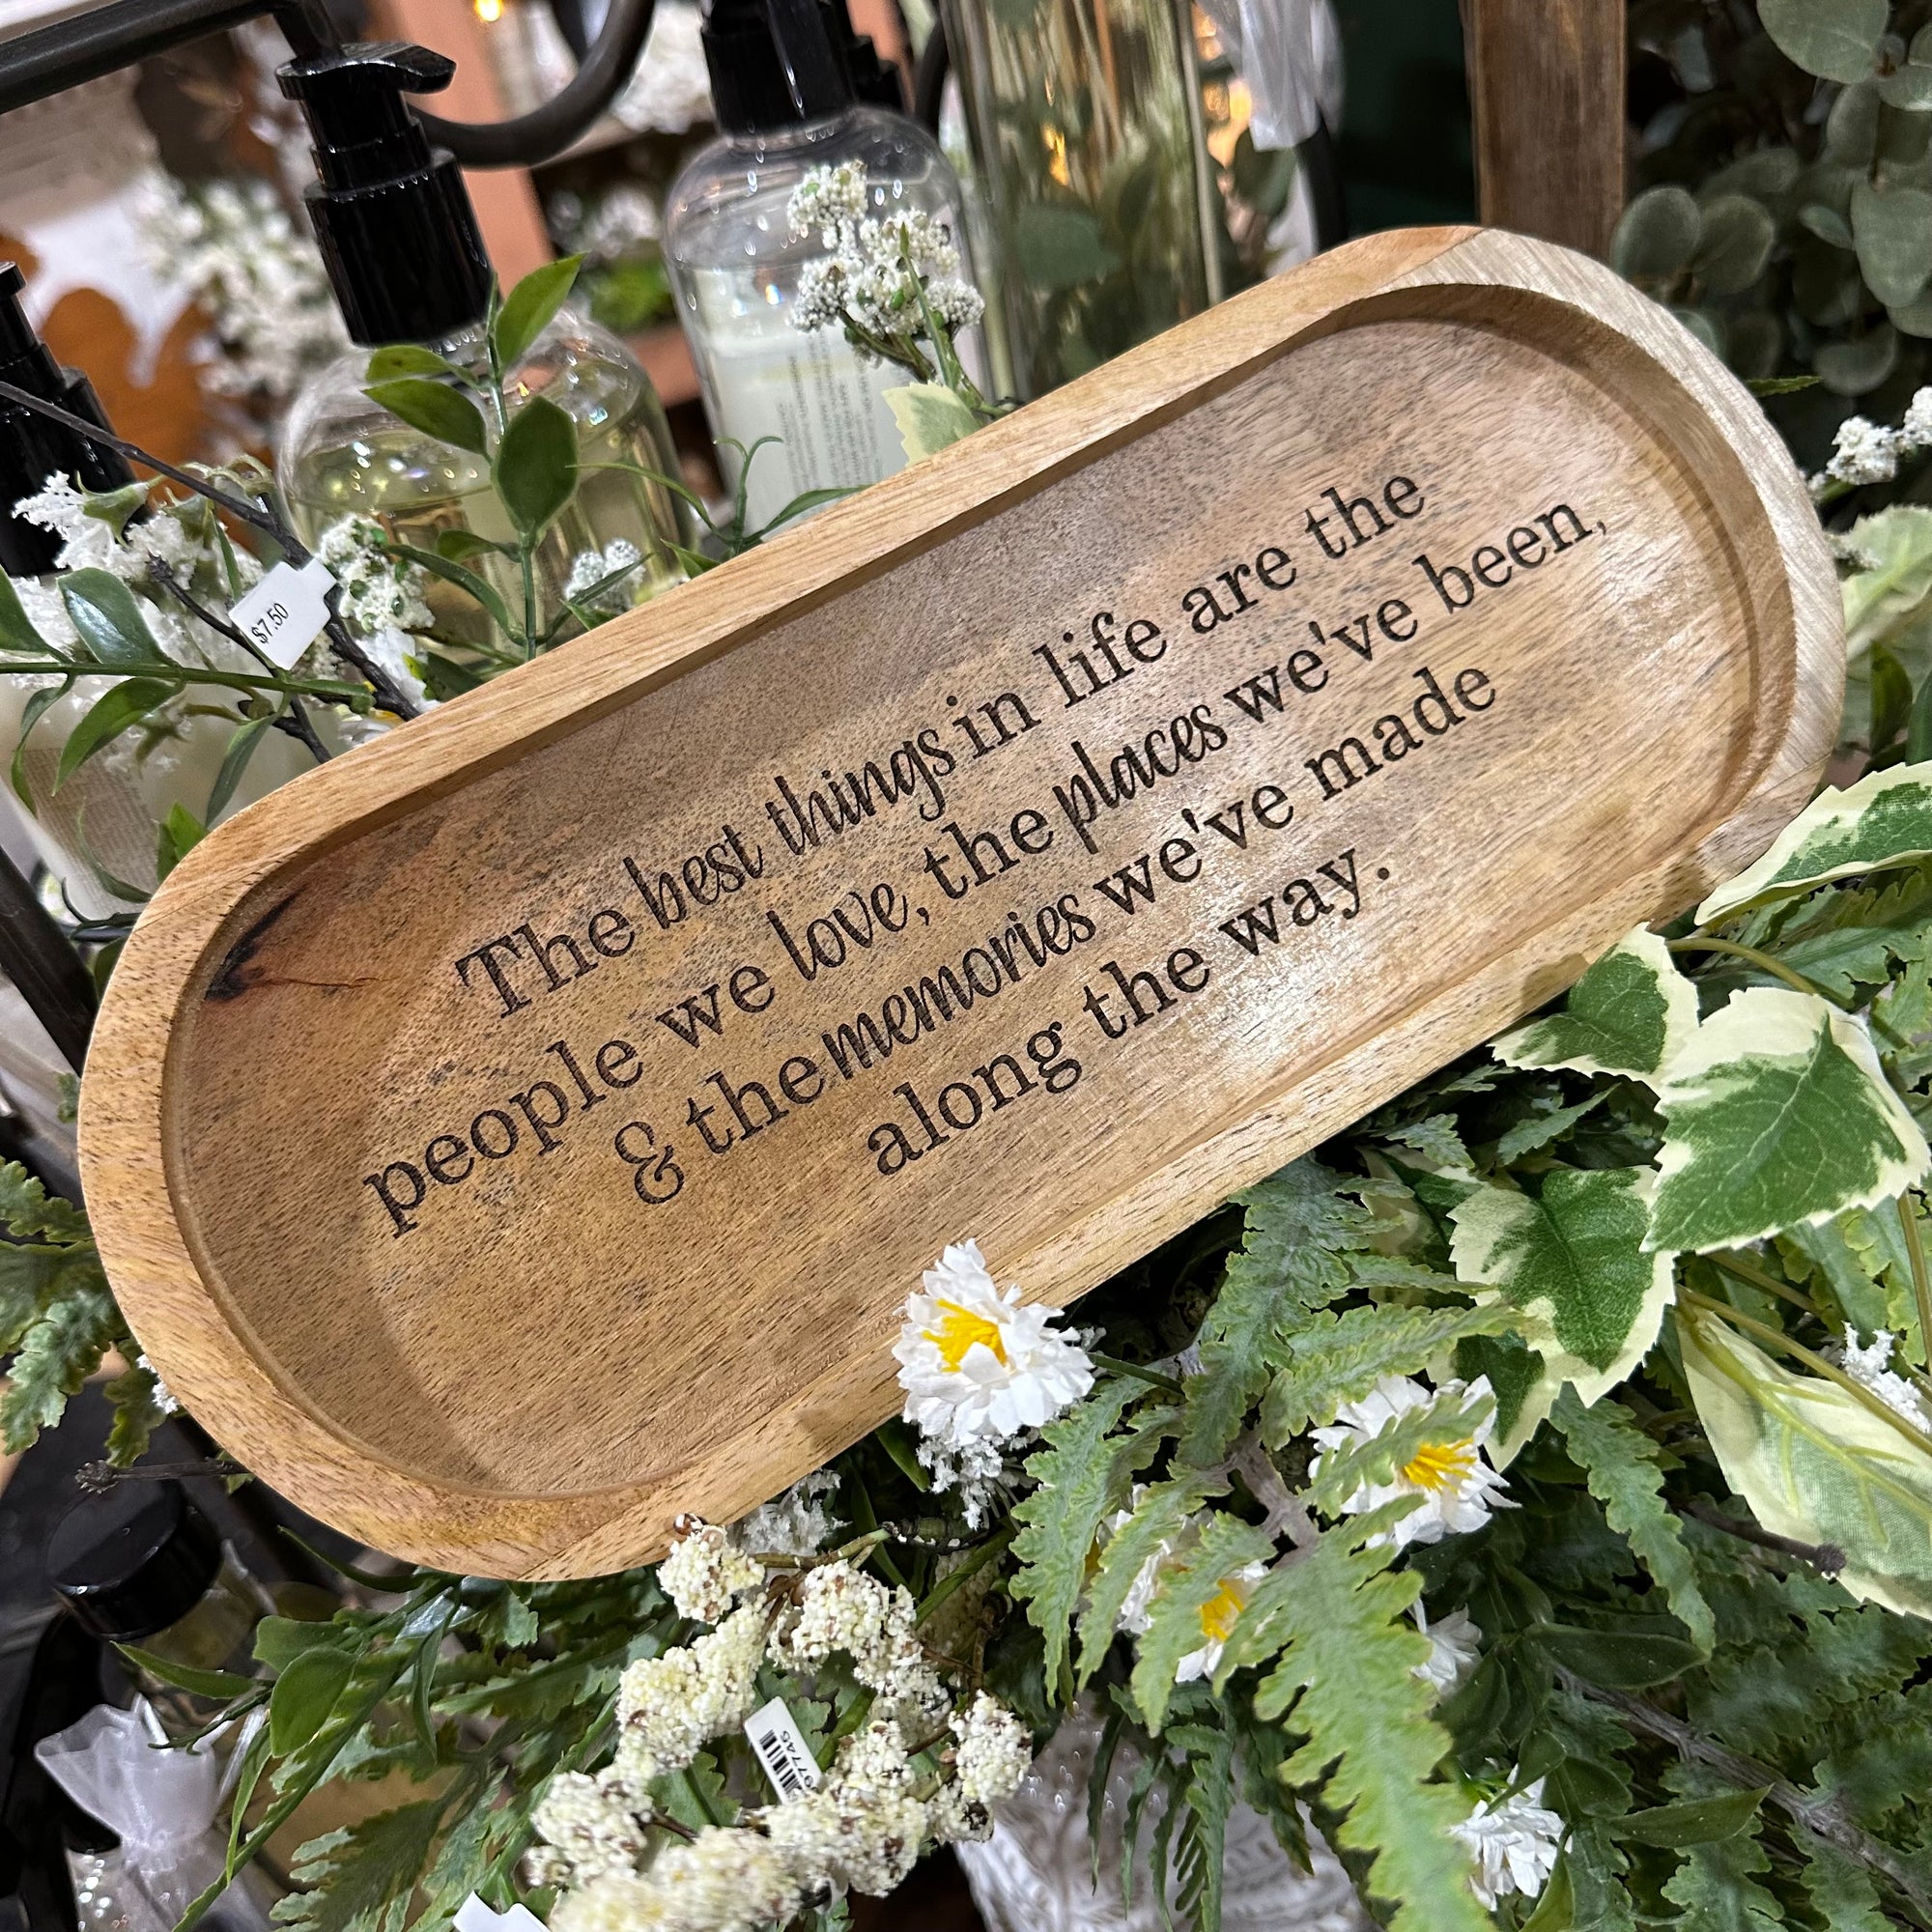 The best things in life are the
people we love, the places we've been,
& the memories we've made
along the way.
$7.50